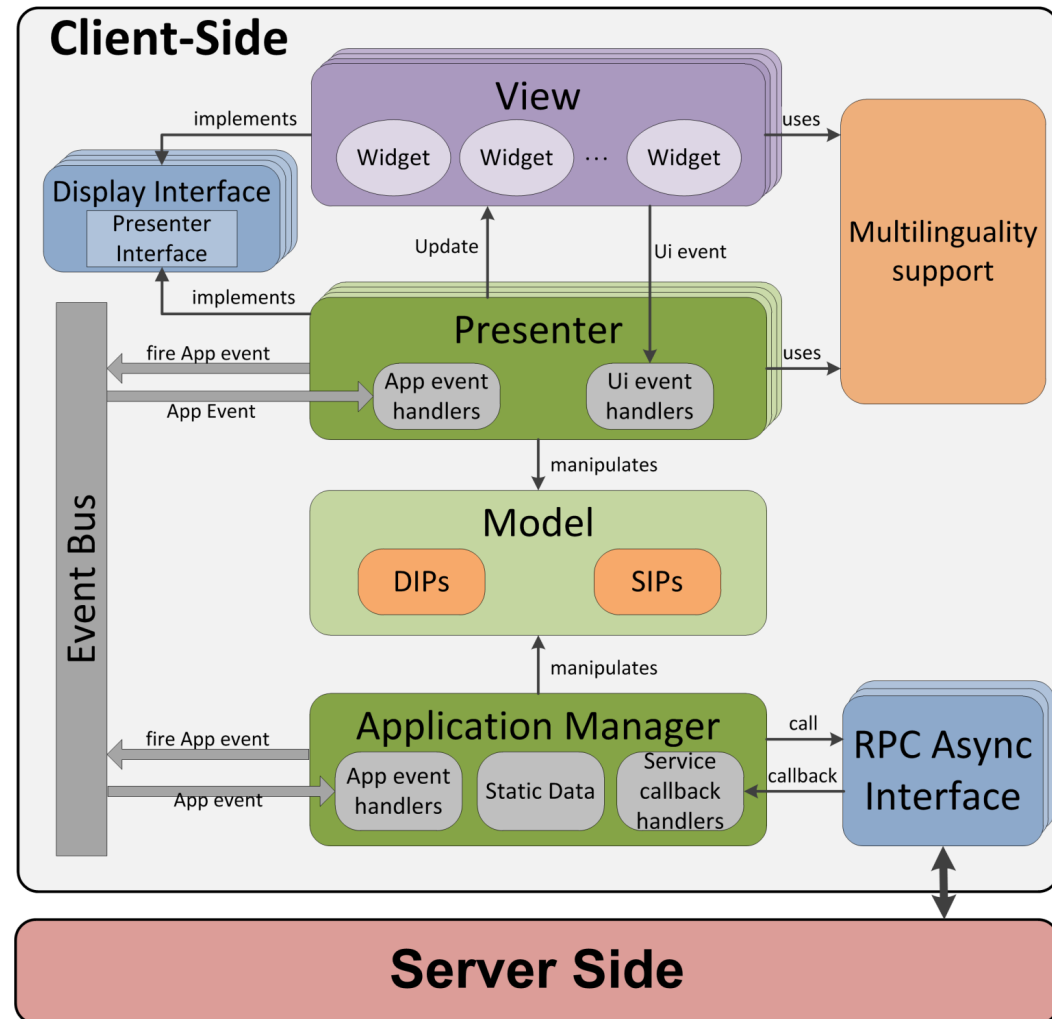 Client-Side
View
Widget
Widget
...
Widget
implements
uses
Display Interface
Presenter
Interface
Multilinguality
support
Update
Ui event
implements
Presenter
uses
fire App event
App Event
App event
handlers
Ui event
handlers
manipulates
Event Bus
Model
DIPs
SIPs
manipulates
Application Manager
fire App event
App event
App event
handlers
Static Data
Service
callback
handlers
call
callback
RPC Async
Interface
Server Side